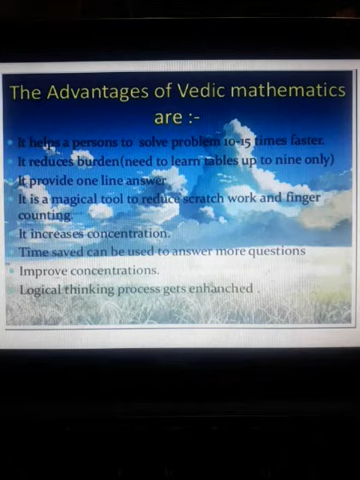 The Advantages of Vedic mathematics
are :-
It helps a persons to solve problem 10-15 times faster.
It reduces burden(need to learn tables up to nine only)
It provide one line answer
It is a magical tool to reduce scratch work and finger
counting.
It increases concentration.
Time saved can be used to answer more questions
Improve concentrations.
Logical thinking process gets enhanched .